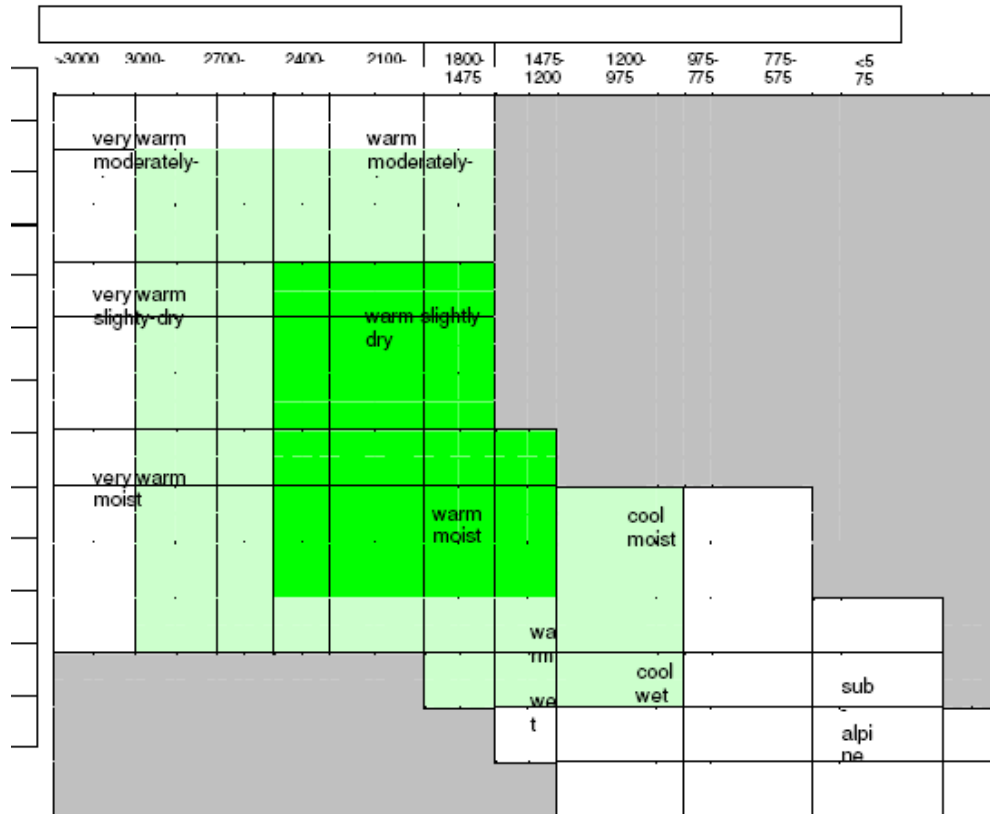 >3000 3000- 2700- 2400- 2100- 1800- 1475- 1200- 975- 775- <5
1475 1200 975 775 575 75
very warm warm
moderately- moderately-
very warm
slighty-dry
warm slightly
dry
very warm
moist
warm
moist
cool
moist
wa
rm
we
t
cool
wet
sub
-
alpi
ne